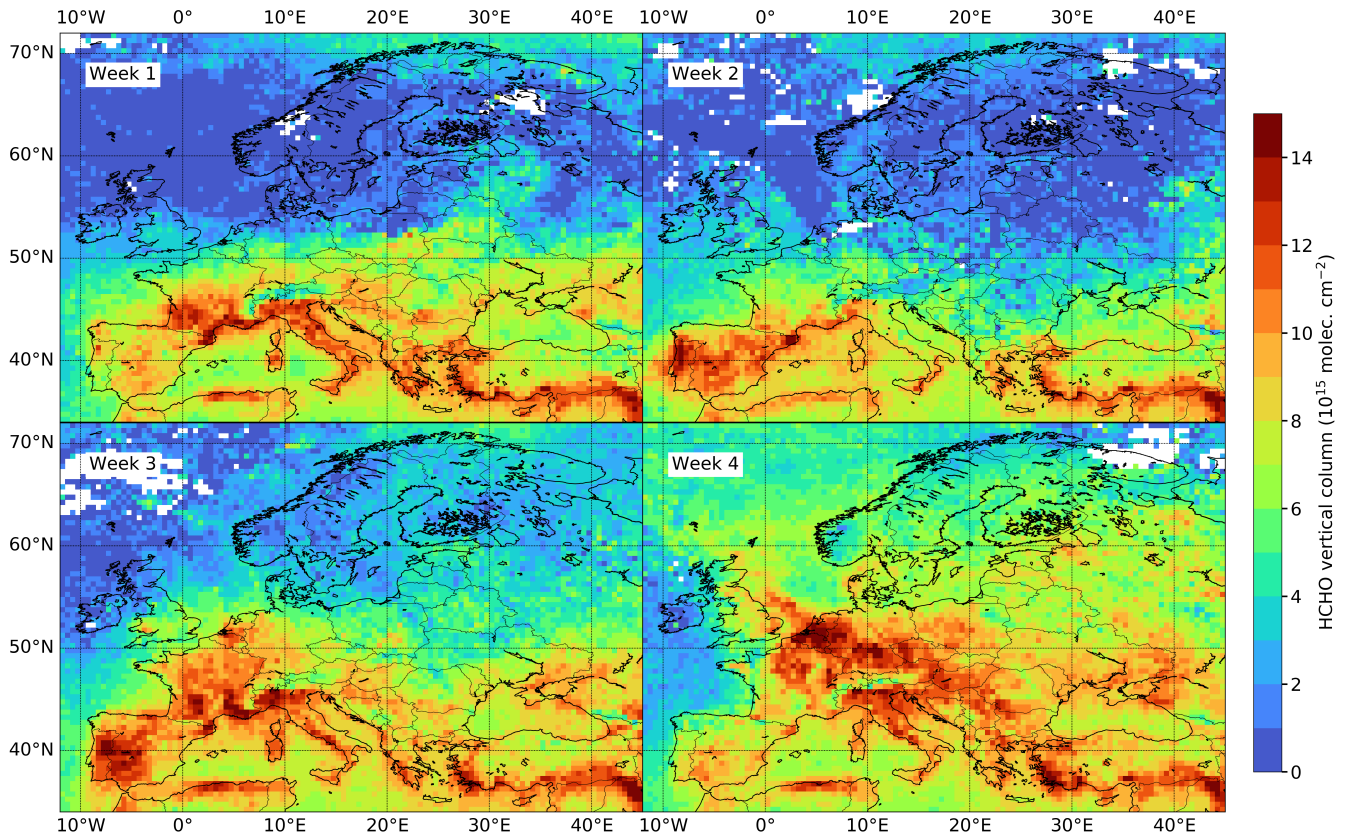 10°W 0° 10°E 20°E 30°E 40°E 10°W 0° 10°E 20°E 30°E 40°E
70°N
Week 1
Week 2
60°N
50°N
40°N
70°N
Week 3
Week 4
60°N
50°N
40°N
10°W 0° 10°E 20°E 30°E 40°E 10°W 0° 10°E 20°E 30°E 40°E
14
12
10
8
6
4
2
0
HCHO vertical column (10¹⁵ molec. cm⁻²)